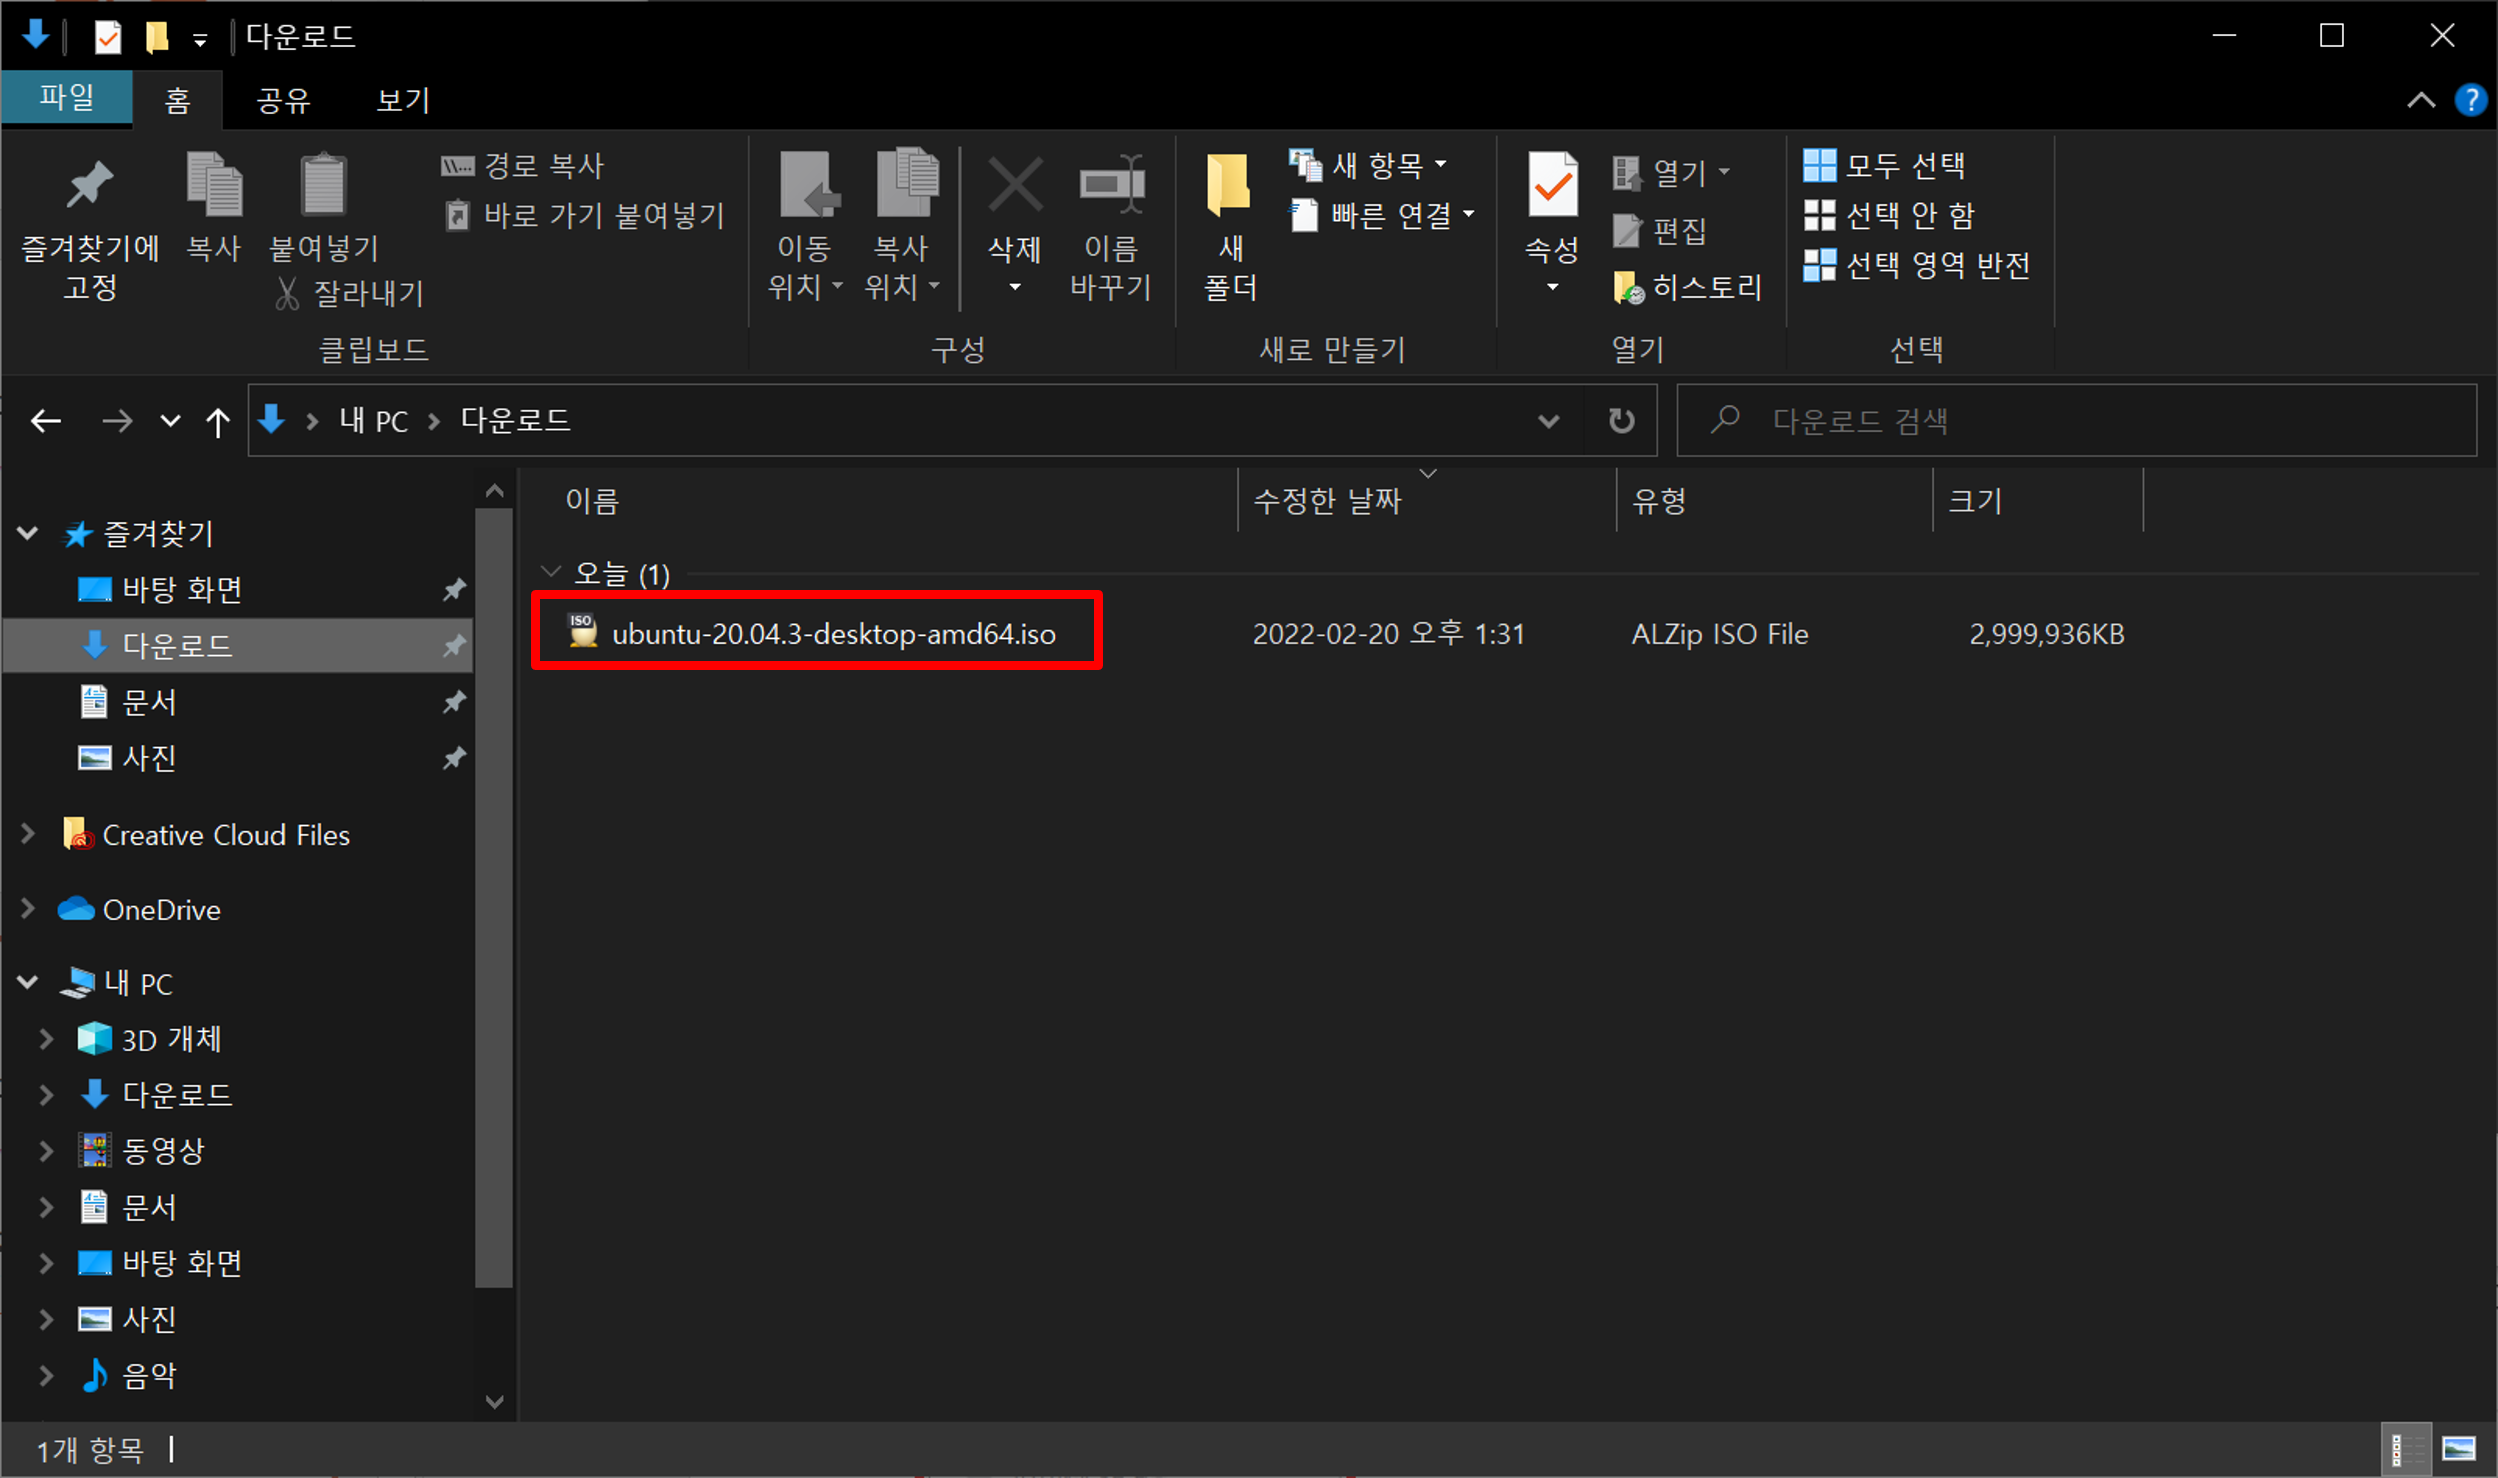 다운로드
파일
홈
공유
보기
즐겨찾기에
고정
복사
붙여넣기
잘라내기
경로 복사
바로 가기 붙여넣기
클립보드
이동
위치
복사
위치
삭제
이름
바꾸기
구성
새
폴더
새 항목
빠른 연결
새로 만들기
속성
열기
편집
히스토리
열기
모두 선택
선택 안 함
선택 영역 반전
선택
내 PC
다운로드
다운로드 검색
즐겨찾기
바탕 화면
다운로드
문서
사진
Creative Cloud Files
OneDrive
내 PC
3D 개체
다운로드
동영상
문서
바탕 화면
사진
음악
이름
수정한 날짜
유형
크기
오늘 (1)
ISO
ubuntu-20.04.3-desktop-amd64.iso
2022-02-20 오후 1:31
ALZip ISO File
2,999,936KB
1개 항목